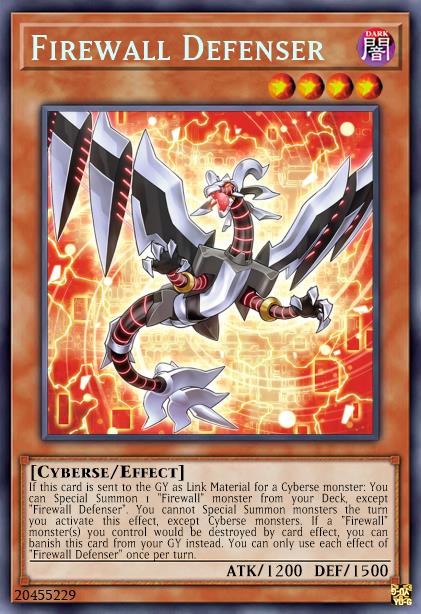 FIREWALL DEFENSER
DARK
闇
[CYBERSE/EFFECT]
If this card is sent to the GY as Link Material for a Cyberse monster: You
can Special Summon 1 "Firewall" monster from your Deck, except
"Firewall Defenser". You cannot Special Summon monsters the turn
you activate this effect, except Cyberse monsters. If a "Firewall"
monster(s) you control would be destroyed by card effect, you can
banish this card from your GY instead. You can only use each effect of
"Firewall Defenser" once per turn.
ATK/1200 DEF/1500
20455229